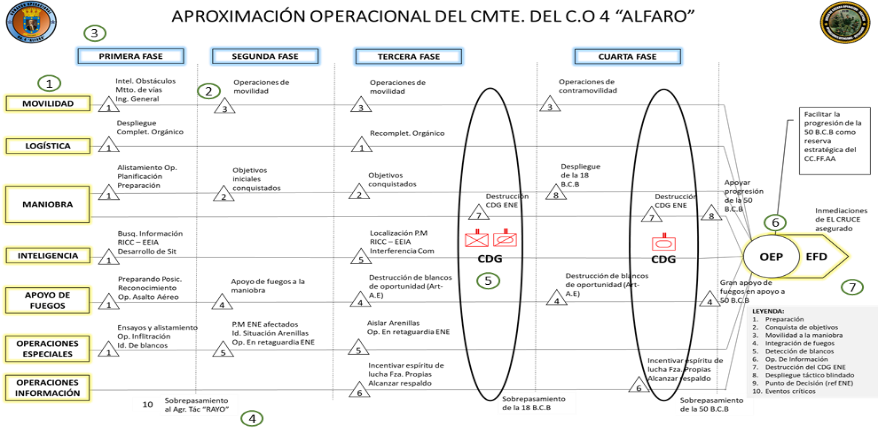 APROXIMACIÓN OPERACIONAL DEL CMTE. DEL C.O 4 “ALFARO”
3
PRIMERA FASE
SEGUNDA FASE
TERCERA FASE
CUARTA FASE
1
MOVILIDAD
Intel. Obstáculos
Mtto. de vías
Ing. General
1
2
Operaciones de
movilidad
3
Operaciones de
movilidad
3
Operaciones de
contramovilidad
3
LOGÍSTICA
Despliegue
Complet. Orgánico
1
Recomplet. Orgánico
1
Facilitar la
progresión de la
50 B.C.B como
reserva
estratégica del
CC.FF.AA
MANIOBRA
Alistamiento Op.
Planificación
Preparación
1
Objetivos
iniciales
conquistados
2
Objetivos
conquistados
2
Destrucción
CDG ENE
7
Despliegue
de la 18
B.C.B
8
Destrucción
CDG ENE
7
Apoyar
progresión
de la 50
B.C.B
8
6
Inmediaciones
de EL CRUCE
asegurado
INTELIGENCIA
Busq. Información
RICC – EEIA
Desarrollo de Sit
1
Localización P.M
RICC – EEIA
Interferencia Com
5
CDG
5
CDG
OEP
EFD
7
APOYO DE
FUEGOS
Preparando Posic.
Reconocimiento
Op. Asalto Aéreo
1
Apoyo de fuegos a la
maniobra
4
Destrucción de blancos
de oportunidad (Art-
A.E)
4
Destrucción de blancos
de oportunidad (Art-
A.E)
4
Gran apoyo de
fuegos en apoyo a
50 B.C.B
4
OPERACIONES
ESPECIALES
Ensayos y alistamiento
Op. Inflitración
Id. De blancos
1
P.M ENE afectados
Id. Situación Arenillas
Op. En retaguardia ENE
5
Aislar Arenillas
Op. En retaguardia ENE
5
OPERACIONES
INFORMACIÓN
Incentivar espíritu de
lucha Fza. Propias
Alcanzar respaldo
6
Incentivar espíritu de
lucha Fza. Propias
Alcanzar respaldo
6
10
Sobrepasamiento
al Agr. Tác “RAYO”
4
Sobrepasamiento
de la 18 B.C.B
Sobrepasamiento
de la 50 B.C.B
LEYENDA:
1. Preparación
2. Conquista de objetivos
3. Movilidad a la maniobra
4. Integración de fuegos
5. Detección de blancos
6. Op. De Información
7. Destrucción del CDG ENE
8. Despliegue táctico blindado
9. Punto de Decisión (ref ENE)
10. Eventos críticos